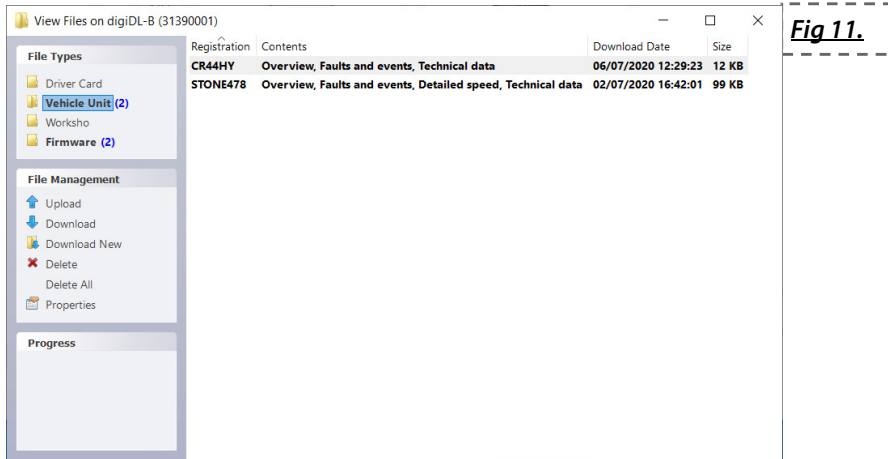 View Files on digiDL-B (31390001)
Fig 11.
File Types
Driver Card
Vehicle Unit (2)
Worksho
Firmware (2)
File Management
Upload
Download
Download New
Delete
Delete All
Properties
Progress
Registration Contents Download Date Size
CR44HY Overview, Faults and events, Technical data 06/07/2020 12:29:23 12 KB
STONE478 Overview, Faults and events, Detailed speed, Technical data 02/07/2020 16:42:01 99 KB